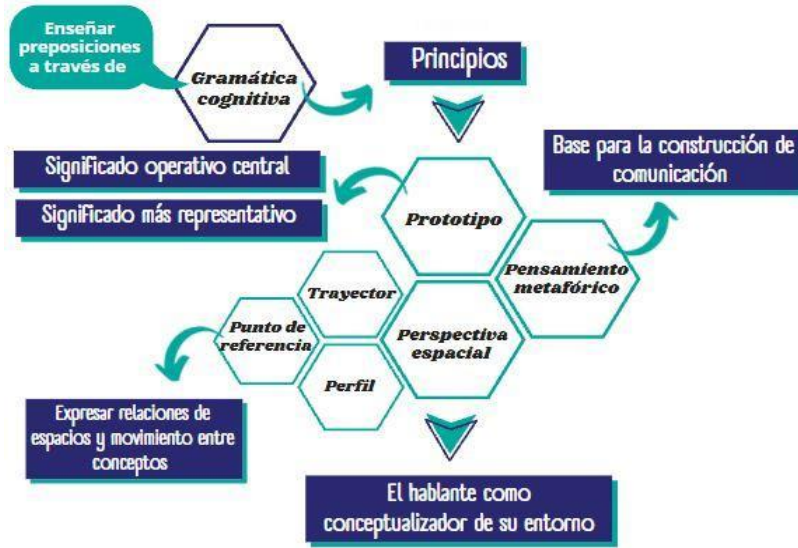 Enseñar
preposiciones
a través de
Gramática
cognitiva
Principios
Significado operativo central
Significado más representativo
Prototipo
Base para la construcción de
comunicación
Pensamiento
metafórico
Trayector
Punto de
referencia
Perfil
Perspectiva
espacial
Expresar relaciones de
espacios y movimiento entre
conceptos
El hablante como
conceptualizador de su entorno